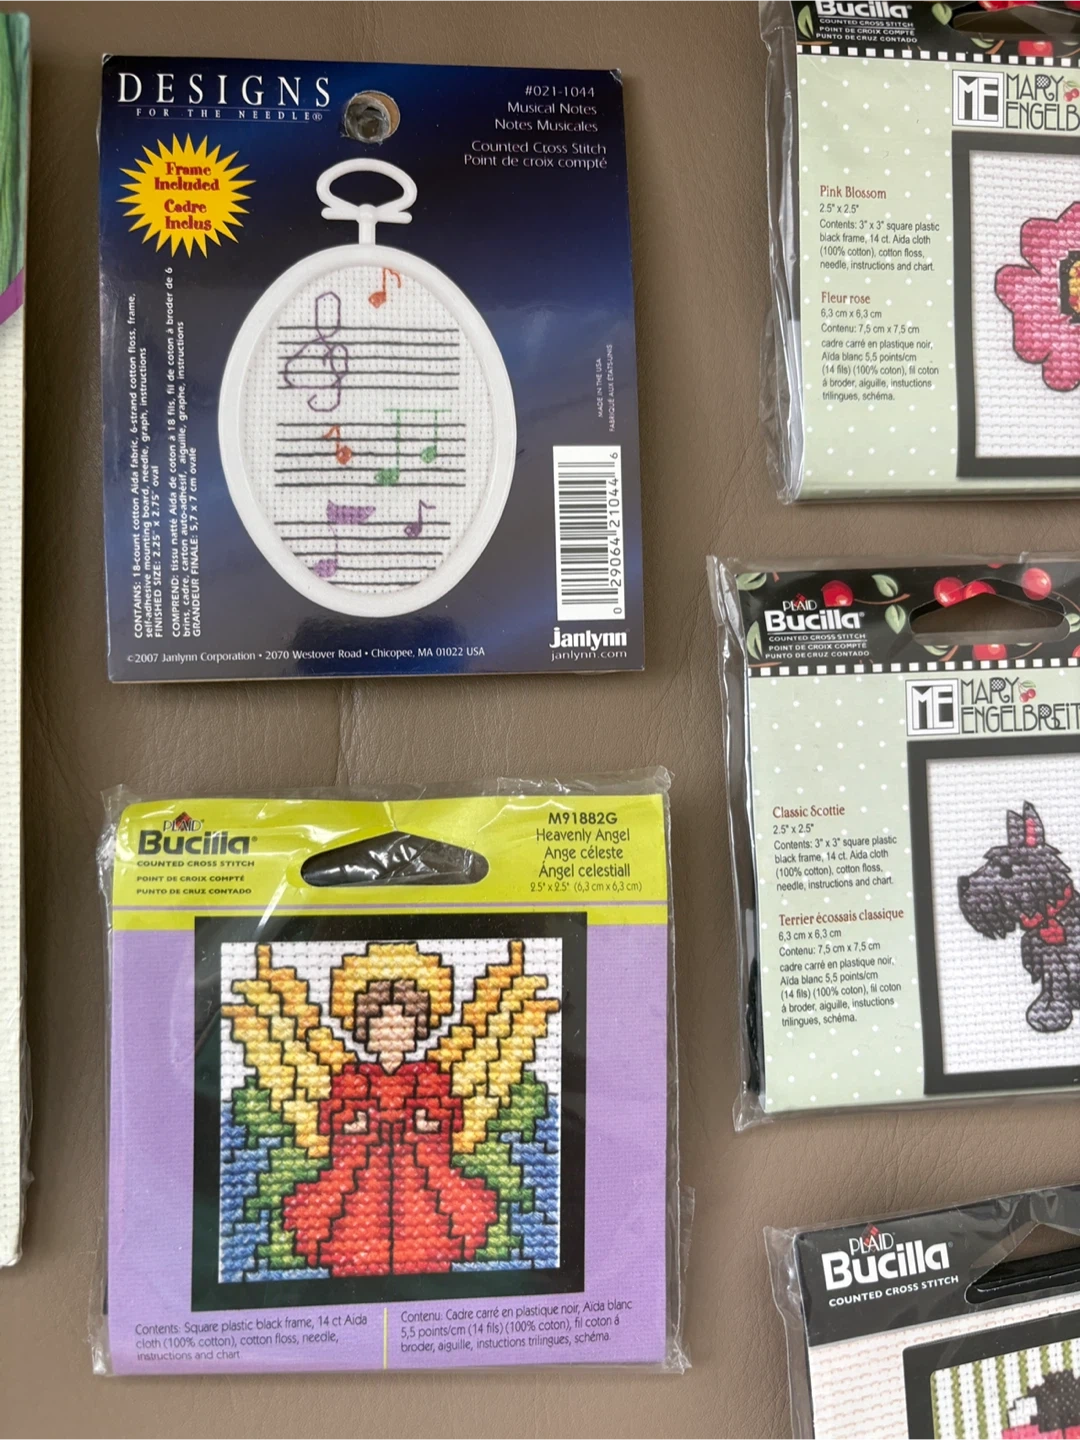 DESIGNS
FOR THE NEEDLE®
#021-1044
Musical Notes
Notes Musicales
Counted Cross Stitch
Point de croix compté
Frame
Included
Cadre
Inclus
CONTAINS: 18-count cotton Aida fabric, 6-strand cotton floss, frame,
self-adhesive mounting board, needle, graph, instructions
FINISHED SIZE: 2.25" x 2.75" oval
COMPREND: tissu natté Aida de coton à 18 fils, fil de coton à broder de 6
brins, cadre, carton auto-adhésif, aiguille, graphe, instructions
GRANDEUR FINALE: 5,7 x 7 cm ovale
MADE IN THE USA
FABRIQUÉ AUX ÉTATS-UNIS
0 29064 21044 6
janlynn
janlynn.com
©2007 Janlynn Corporation • 2070 Westover Road • Chicopee, MA 01022 USA
PLAID
Bucilla®
COUNTED CROSS STITCH
POINT DE CROIX COMPTÉ
PUNTO DE CRUZ CONTADO
M91882G
Heavenly Angel
Ange céleste
Ángel celestiall
2.5" x 2.5" (6,3 cm x 6,3 cm)
Contents: Square plastic black frame, 14 ct Aida
cloth (100% cotton), cotton floss, needle,
instructions and chart
Contenu: Cadre carré en plastique noir, Aida blanc
5,5 points/cm (14 fils) (100% coton), fil coton à
broder, aiguille, instuctions trilingues, schéma.
Bucilla®
COUNTED CROSS STITCH
POINT DE CROIX COMPTÉ
PUNTO DE CRUZ CONTADO
ME MARY
ENGELB
Pink Blossom
2.5" x 2.5"
Contents: 3" x 3" square plastic
black frame, 14 ct. Aida cloth
(100% cotton), cotton floss,
needle, instructions and chart.
Fleur rose
6,3 cm x 6,3 cm
Contenu: 7,5 cm x 7,5 cm
cadre carré en plastique noir,
Aïda blanc 5,5 points/cm
(14 fils) (100% coton), fil coton
à broder, aiguille, instuctions
trilingues, schéma.
PLAID
Bucilla®
COUNTED CROSS STITCH
POINT DE CROIX COMPTÉ
PUNTO DE CRUZ CONTADO
ME MARY
ENGELBREIT
Classic Scottie
2.5" x 2.5"
Contents: 3" x 3" square plastic
black frame, 14 ct. Aida cloth
(100% cotton), cotton floss,
needle, instructions and chart.
Terrier écossais classique
6,3 cm x 6,3 cm
Contenu: 7,5 cm x 7,5 cm
cadre carré en plastique noir,
Aïda blanc 5,5 points/cm
(14 fils) (100% coton), fil coton
à broder, aiguille, instuctions
trilingues, schéma.
PLAID
Bucilla®
COUNTED CROSS STITCH